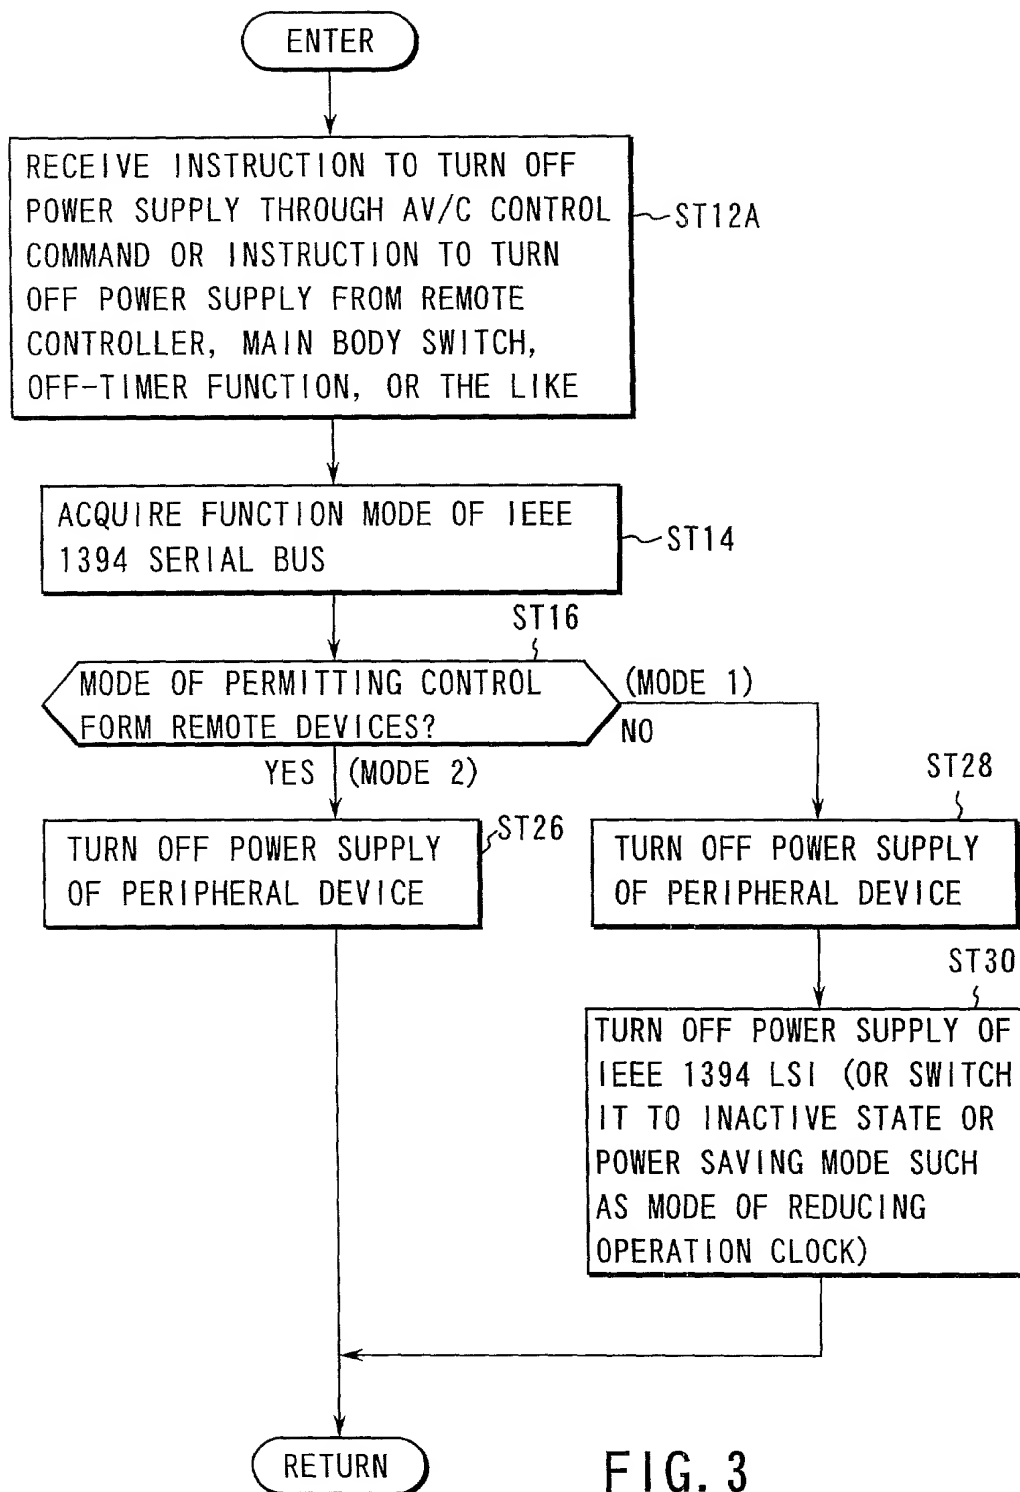 ENTER
RECEIVE INSTRUCTION TO TURN OFF
POWER SUPPLY THROUGH AV/C CONTROL
COMMAND OR INSTRUCTION TO TURN
OFF POWER SUPPLY FROM REMOTE
CONTROLLER, MAIN BODY SWITCH,
OFF-TIMER FUNCTION, OR THE LIKE
ST12A
ACQUIRE FUNCTION MODE OF IEEE
1394 SERIAL BUS
ST14
ST16
MODE OF PERMITTING CONTROL
FORM REMOTE DEVICES?
(MODE 1)
NO
YES (MODE 2)
ST26
TURN OFF POWER SUPPLY
OF PERIPHERAL DEVICE
ST28
TURN OFF POWER SUPPLY
OF PERIPHERAL DEVICE
ST30
TURN OFF POWER SUPPLY OF
IEEE 1394 LSI (OR SWITCH
IT TO INACTIVE STATE OR
POWER SAVING MODE SUCH
AS MODE OF REDUCING
OPERATION CLOCK)
RETURN
FIG. 3